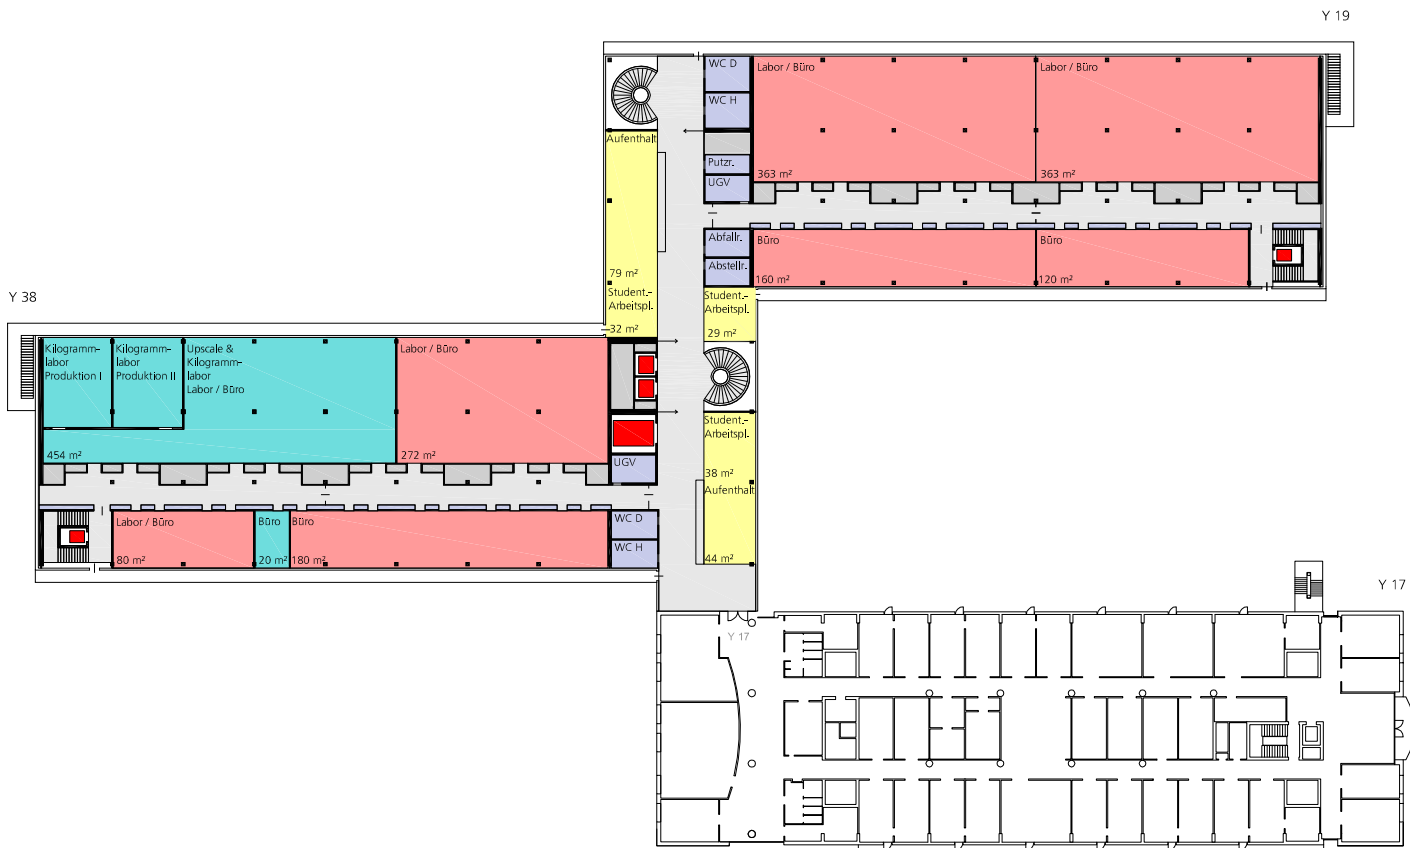 Y 19
WC D
Labor / Büro
Labor / Büro
WC H
Aufenthalt
Putzr.
363 m²
363 m²
UGV
Abfallr.
Büro
Büro
Abstellr.
79 m²
160 m²
120 m²
Student.-
Arbeitspl.
32 m²
Student.-
Arbeitspl.
29 m²
Y 38
Kilogramm-
labor
Produktion I
Kilogramm-
labor
Produktion II
Upscale &
Kilogramm-
labor
Labor / Büro
Labor / Büro
Student.-
Arbeitspl.
454 m²
272 m²
UGV
38 m²
Aufenthalt
Labor / Büro
Büro
Büro
WC D
WC H
80 m²
20 m²
180 m²
44 m²
Y 17
Y 17